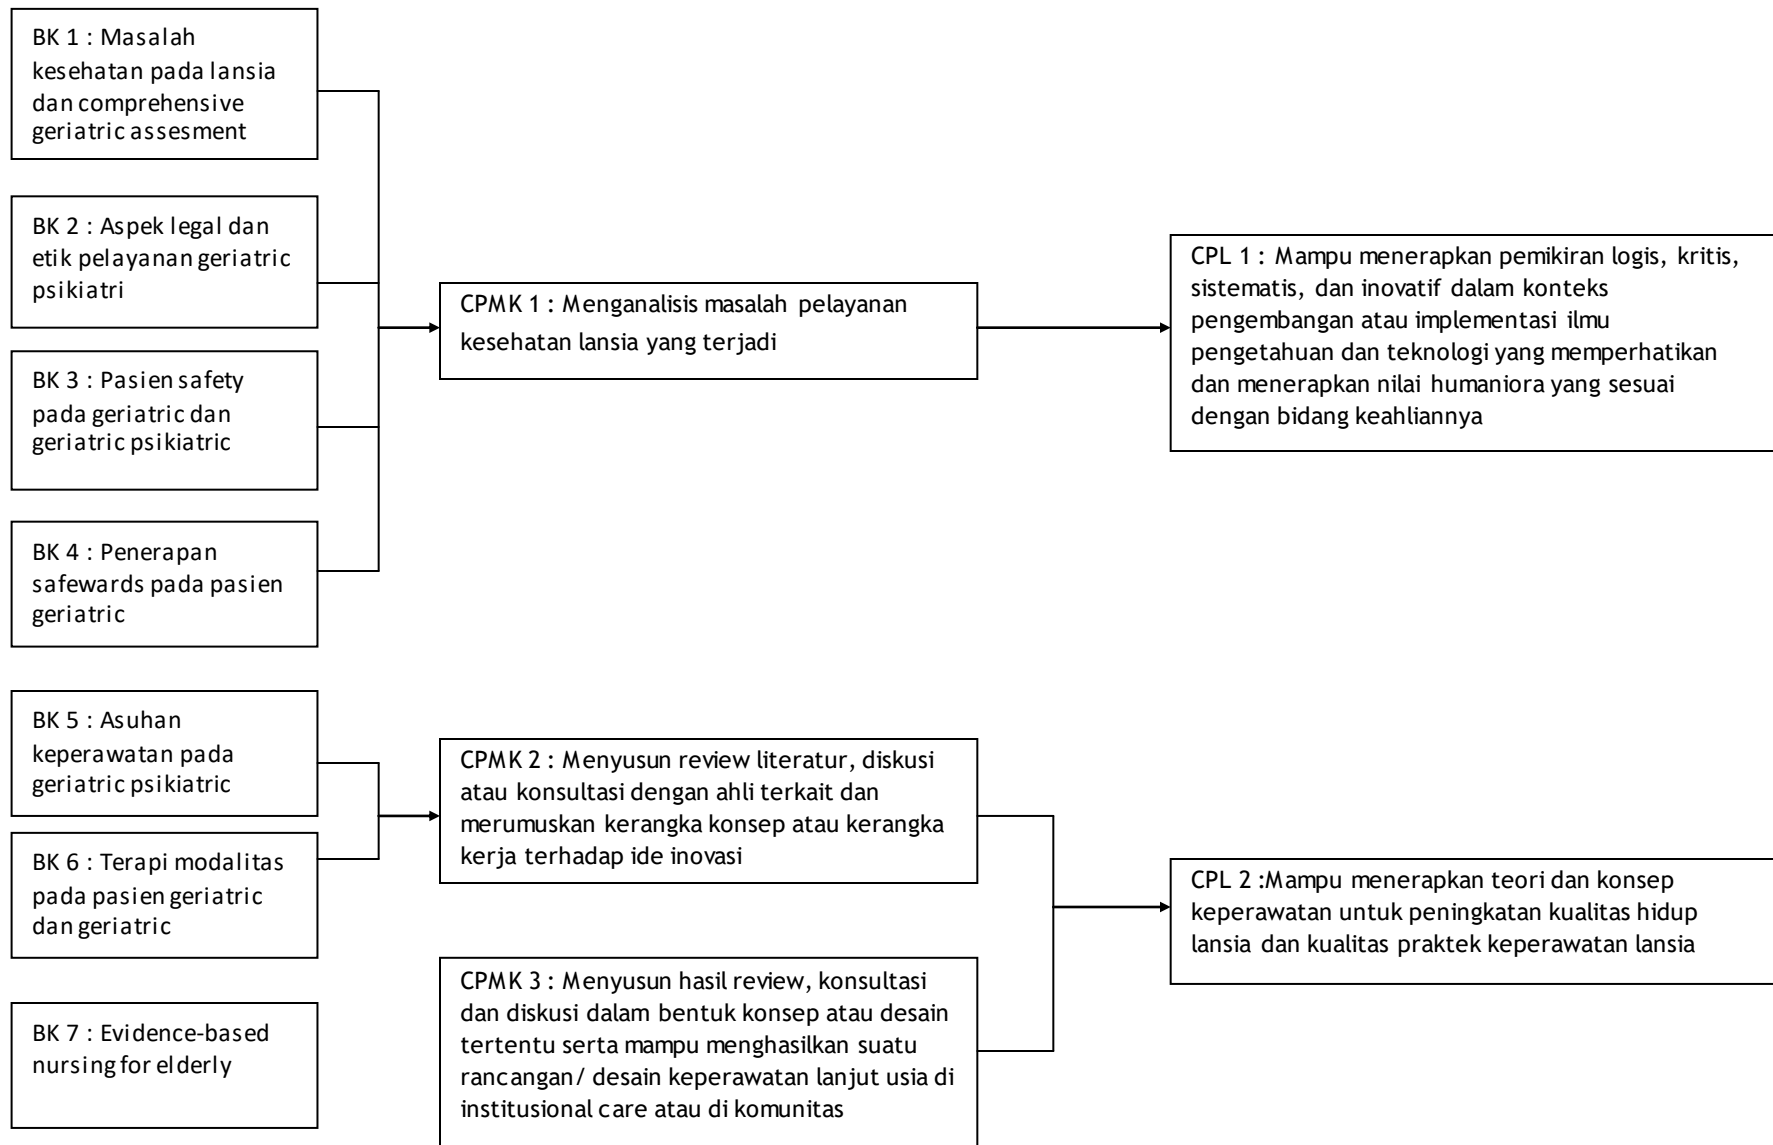 BK 1 : Masalah
kesehatan pada lansia
dan comprehensive
geriatric assesment
BK 2 : Aspek legal dan
etik pelayanan geriatric
psikiatri
BK 3 : Pasien safety
pada geriatric dan
geriatric psikiatric
BK 4 : Penerapan
safewards pada pasien
geriatric
BK 5 : Asuhan
keperawatan pada
geriatric psikiatric
BK 6 : Terapi modalitas
pada pasien geriatric
dan geriatric
BK 7 : Evidence-based
nursing for elderly
CPMK 1 : Menganalisis masalah pelayanan
kesehatan lansia yang terjadi
CPMK 2 : Menyusun review literatur, diskusi
atau konsultasi dengan ahli terkait dan
merumuskan kerangka konsep atau kerangka
kerja terhadap ide inovasi
CPMK 3 : Menyusun hasil review, konsultasi
dan diskusi dalam bentuk konsep atau desain
tertentu serta mampu menghasilkan suatu
rancangan/ desain keperawatan lanjut usia di
institusional care atau di komunitas
CPL 1 : Mampu menerapkan pemikiran logis, kritis,
sistematis, dan inovatif dalam konteks
pengembangan atau implementasi ilmu
pengetahuan dan teknologi yang memperhatikan
dan menerapkan nilai humaniora yang sesuai
dengan bidang keahliannya
CPL 2 :Mampu menerapkan teori dan konsep
keperawatan untuk peningkatan kualitas hidup
lansia dan kualitas praktek keperawatan lansia